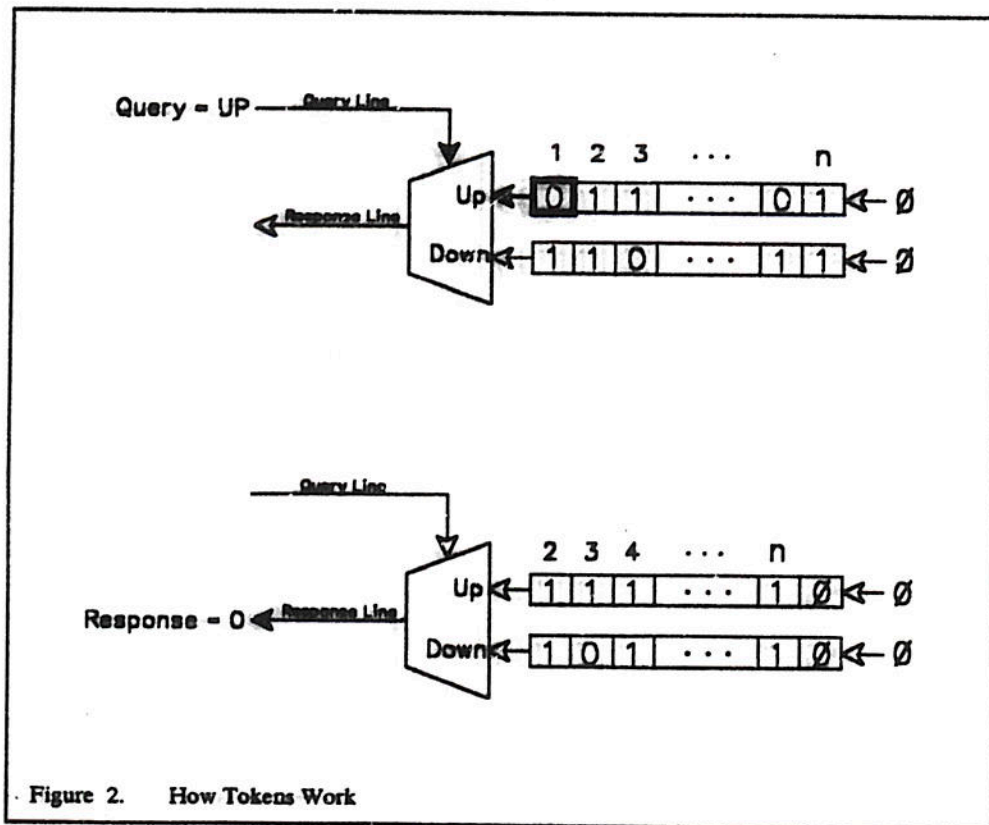 Query = UP Query Line
1 2 3 ... n
Up 0 1 1 ... 0 1 Ø
Response Line
Down 1 1 0 ... 1 1 Ø
Query Line
2 3 4 ... n
Up 1 1 1 ... 1 Ø Ø
Response = 0 Response Line
Down 1 0 1 ... 1 Ø Ø
Figure 2. How Tokens Work